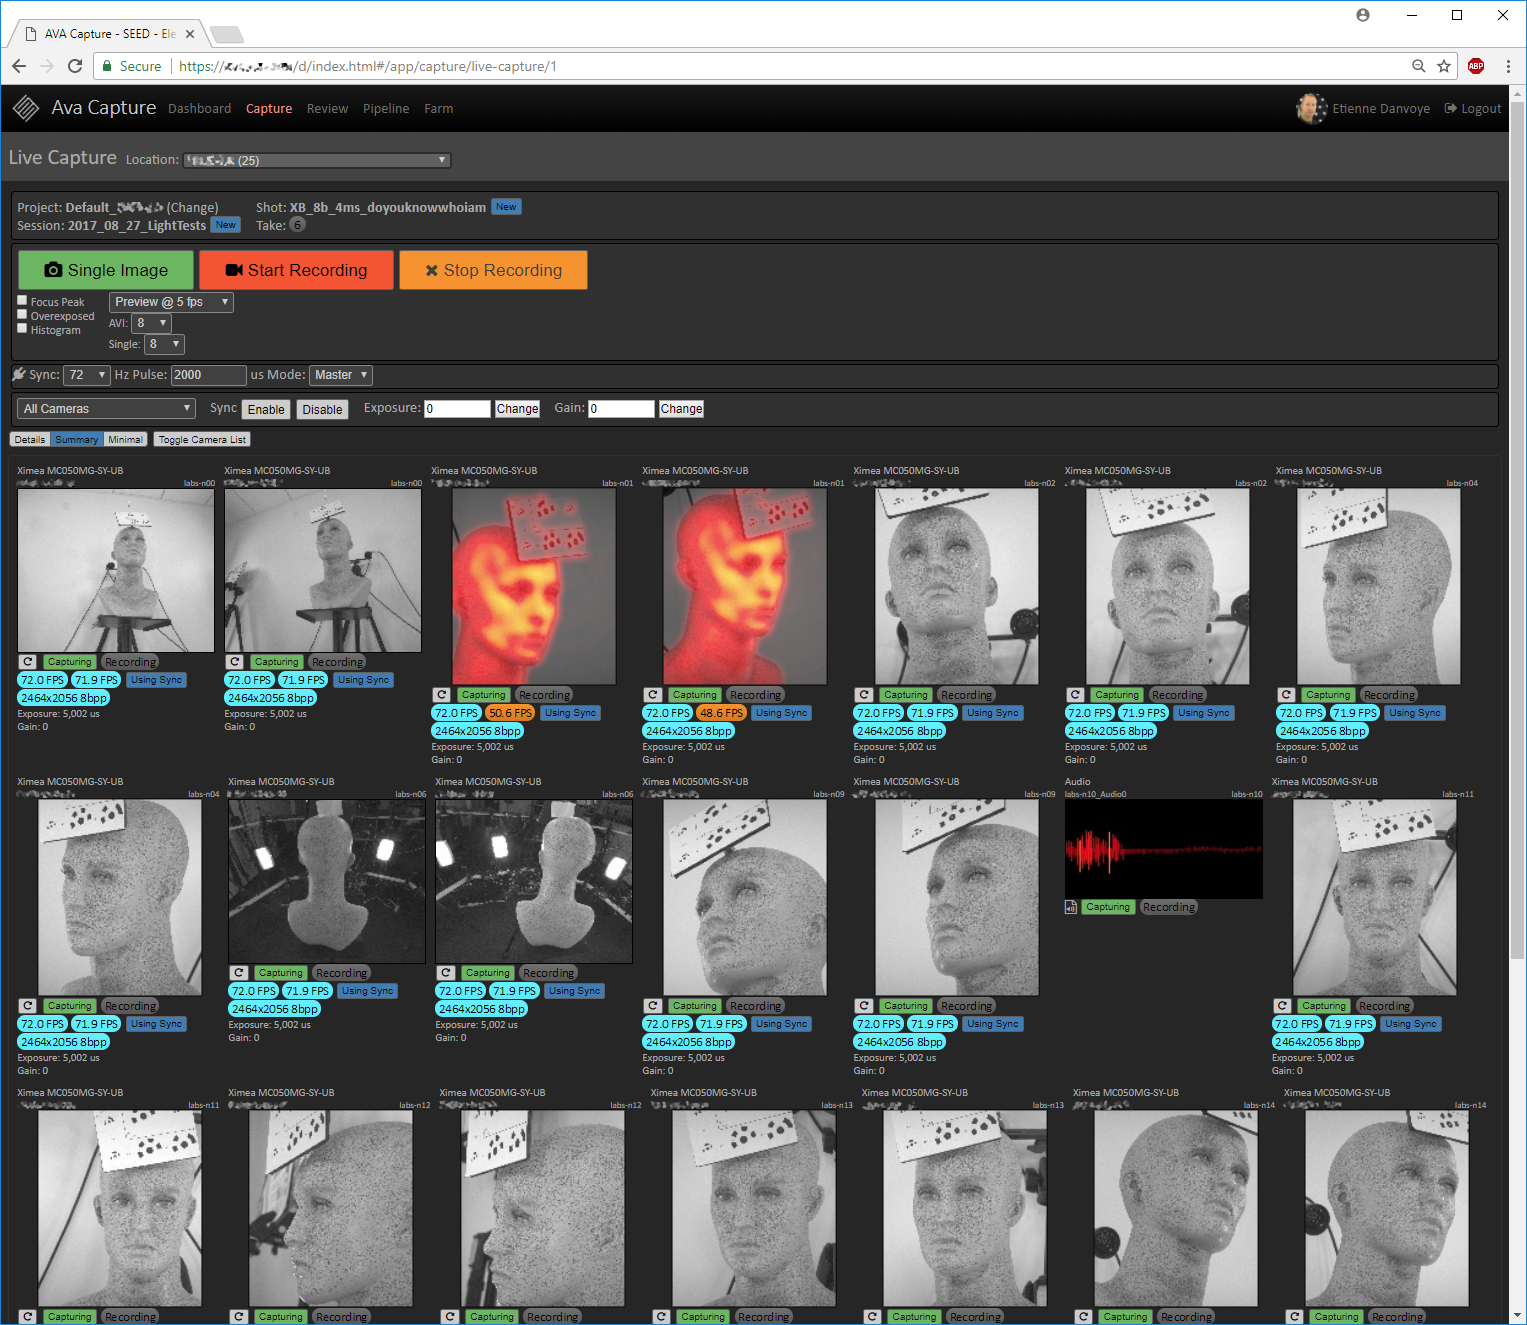 AVA Capture - SEED - Ele
Secure https:// /d/index.html#/app/capture/live-capture/1
ABP
Ava Capture Dashboard Capture Review Pipeline Farm Etienne Danvoye Logout
Live Capture Location: (25)
Project: Default_ (Change) Shot: XB_8b_4ms_doyouknowwhoiam New
Session: 2017_08_27_LightTests New Take: 6
Single Image Start Recording Stop Recording
Focus Peak Preview @ 5 fps
Overexposed AVI: 8
Histogram
Single: 8
Sync: 72 Hz Pulse: 2000 us Mode: Master
All Cameras Sync Enable Disable Exposure: 0 Change Gain: 0 Change
Details Summary Minimal Toggle Camera List
Ximea MC050MG-SY-UB Ximea MC050MG-SY-UB Ximea MC050MG-SY-UB Ximea MC050MG-SY-UB Ximea MC050MG-SY-UB Ximea MC050MG-SY-UB Ximea MC050MG-SY-UB
labs-n00 labs-n00 labs-n01 labs-n01 labs-n02 labs-n02 labs-n04
Capturing Recording Capturing Recording
72.0 FPS 71.9 FPS Using Sync 72.0 FPS 71.9 FPS Using Sync
2464x2056 8bpp 2464x2056 8bpp
Exposure: 5,002 us Exposure: 5,002 us
Gain: 0 Gain: 0
Capturing Recording Capturing Recording Capturing Recording Capturing Recording Capturing Recording
72.0 FPS 50.6 FPS Using Sync 72.0 FPS 48.6 FPS Using Sync 72.0 FPS 71.9 FPS Using Sync 72.0 FPS 71.9 FPS Using Sync 72.0 FPS 71.9 FPS Using Sync
2464x2056 8bpp 2464x2056 8bpp 2464x2056 8bpp 2464x2056 8bpp 2464x2056 8bpp
Exposure: 5,002 us Exposure: 5,002 us Exposure: 5,002 us Exposure: 5,002 us Exposure: 5,002 us
Gain: 0 Gain: 0 Gain: 0 Gain: 0 Gain: 0
Ximea MC050MG-SY-UB Ximea MC050MG-SY-UB Ximea MC050MG-SY-UB Ximea MC050MG-SY-UB Ximea MC050MG-SY-UB Audio Ximea MC050MG-SY-UB
labs-n04 labs-n06 labs-n06 labs-n09 labs-n09 labs-n10_Audio0 labs-n10 labs-n11
Capturing Recording
Capturing Recording Capturing Recording
72.0 FPS 71.9 FPS Using Sync 72.0 FPS 71.9 FPS Using Sync
2464x2056 8bpp 2464x2056 8bpp
Exposure: 5,002 us Exposure: 5,002 us
Gain: 0 Gain: 0
Capturing Recording Capturing Recording Capturing Recording Capturing Recording
72.0 FPS 71.9 FPS Using Sync 72.0 FPS 71.9 FPS Using Sync 72.0 FPS 71.9 FPS Using Sync 72.0 FPS 71.9 FPS Using Sync
2464x2056 8bpp 2464x2056 8bpp 2464x2056 8bpp 2464x2056 8bpp
Exposure: 5,002 us Exposure: 5,002 us Exposure: 5,002 us Exposure: 5,002 us
Gain: 0 Gain: 0 Gain: 0 Gain: 0
Ximea MC050MG-SY-UB Ximea MC050MG-SY-UB Ximea MC050MG-SY-UB Ximea MC050MG-SY-UB Ximea MC050MG-SY-UB Ximea MC050MG-SY-UB Ximea MC050MG-SY-UB
labs-n11 labs-n12 labs-n12 labs-n13 labs-n13 labs-n14 labs-n14
Capturing Recording Capturing Recording Capturing Recording Capturing Recording Capturing Recording Capturing Recording Capturing Recording